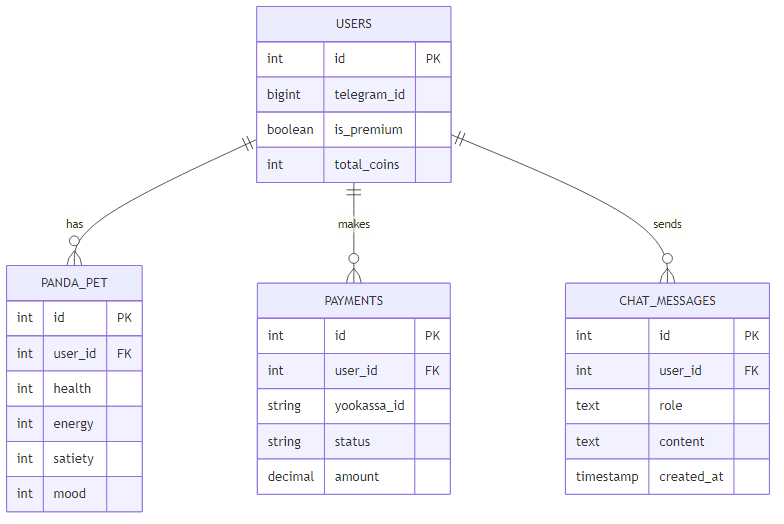 USERS
int id PK
bigint telegram_id
boolean is_premium
int total_coins
has
makes
sends
PANDA_PET
int id PK
int user_id FK
int health
int energy
int satiety
int mood
PAYMENTS
int id PK
int user_id FK
string yookassa_id
string status
decimal amount
CHAT_MESSAGES
int id PK
int user_id FK
text role
text content
timestamp created_at